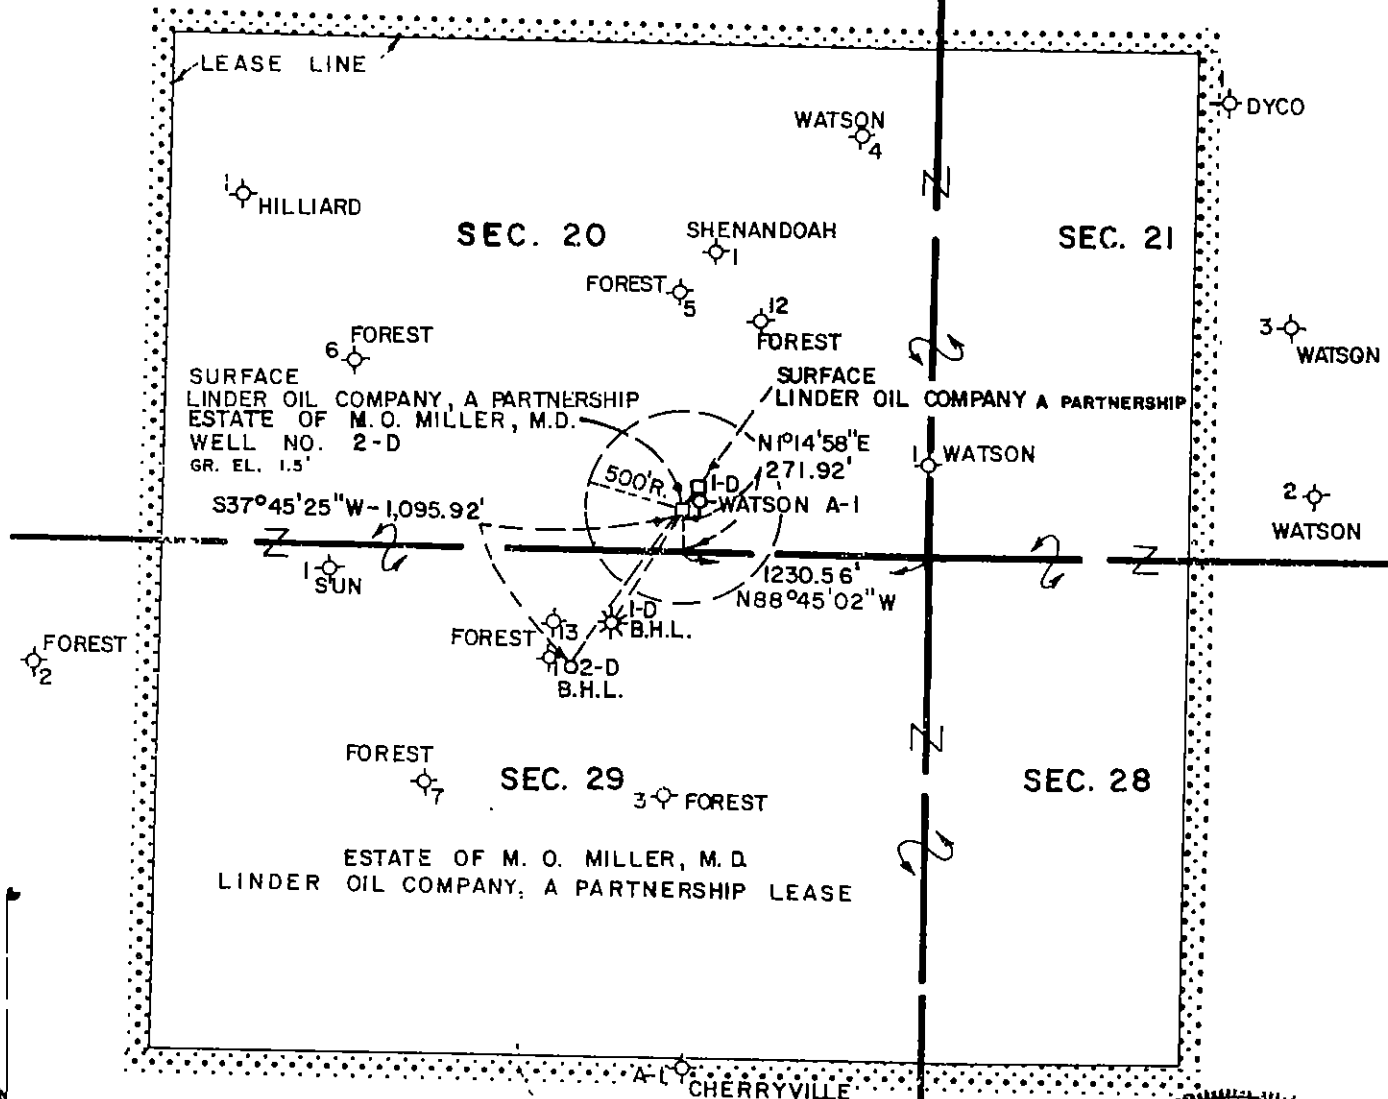 LEASE LINE
1
DYCO
WATSON
4
1
HILLIARD
SEC. 20
SHENANDOAH
1
SEC. 21
FOREST
5
12
FOREST
3
WATSON
6
FOREST
SURFACE
LINDER OIL COMPANY, A PARTNERSHIP
ESTATE OF M. O. MILLER, M.D.
WELL NO. 2-D
GR. EL. 1.5'
SURFACE
LINDER OIL COMPANY A PARTNERSHIP
N1°14'58"E
271.92'
1
WATSON
500'R.
1-D
WATSON A-1
2
WATSON
S37°45'25"W-1,095.92'
1230.56'
N88°45'02"W
1
SUN
FOREST
2
FOREST
13
1-D
B.H.L.
1
2-D
B.H.L.
FOREST
7
SEC. 29
3
FOREST
SEC. 28
ESTATE OF M. O. MILLER, M.D.
LINDER OIL COMPANY, A PARTNERSHIP LEASE
A-1
CHERRYVILLE